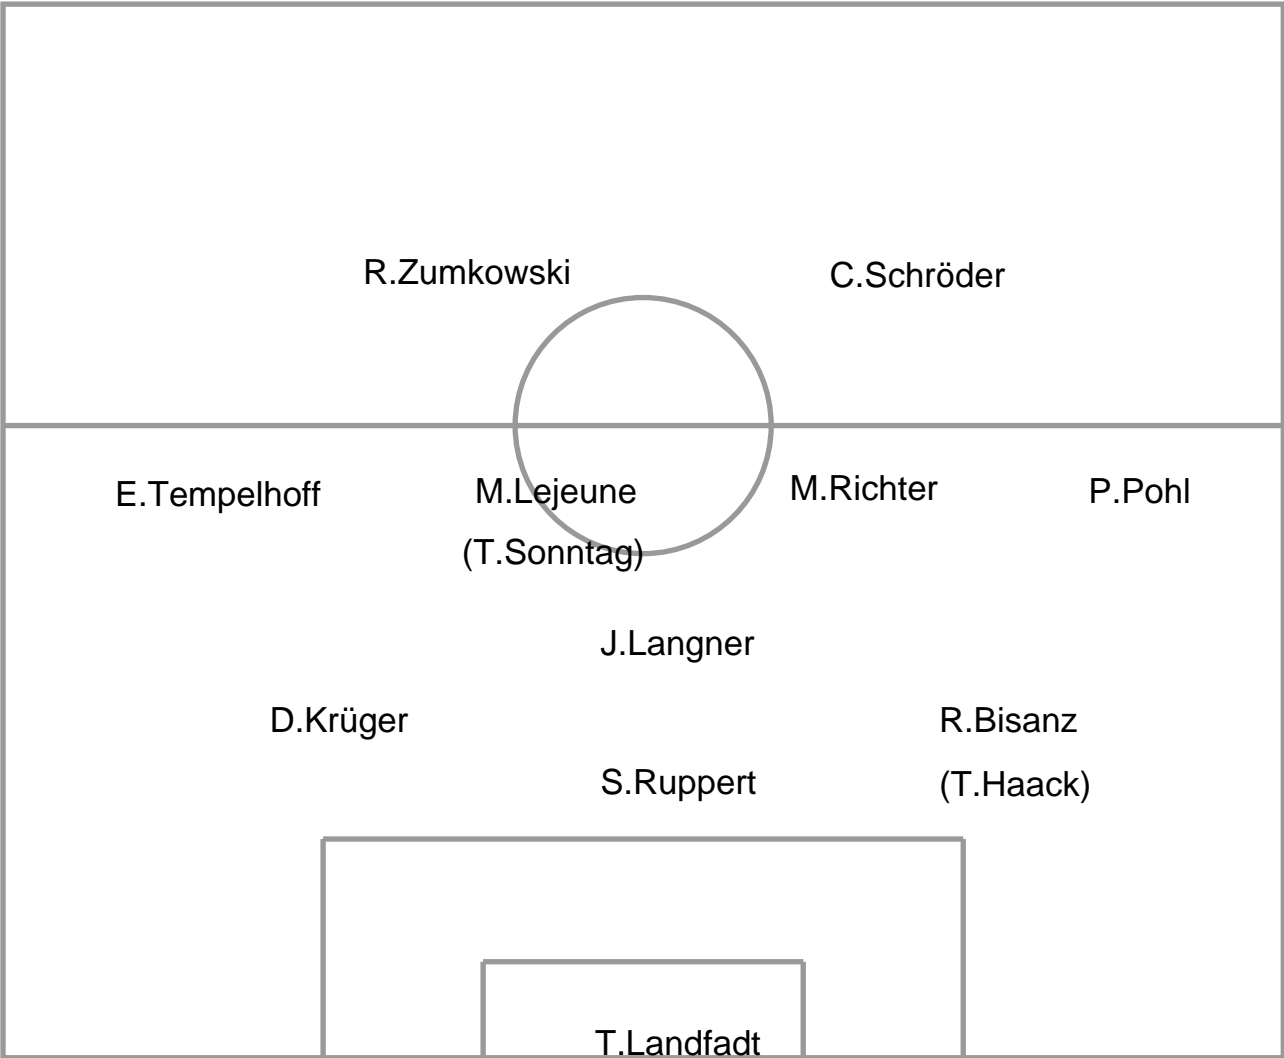 R.Zumkowski
C.Schröder
E.Tempelhoff
M.Lejeune
M.Richter
P.Pohl
(T.Sonntag)
J.Langner
D.Krüger
R.Bisanz
S.Ruppert
(T.Haack)
T.Landfadt